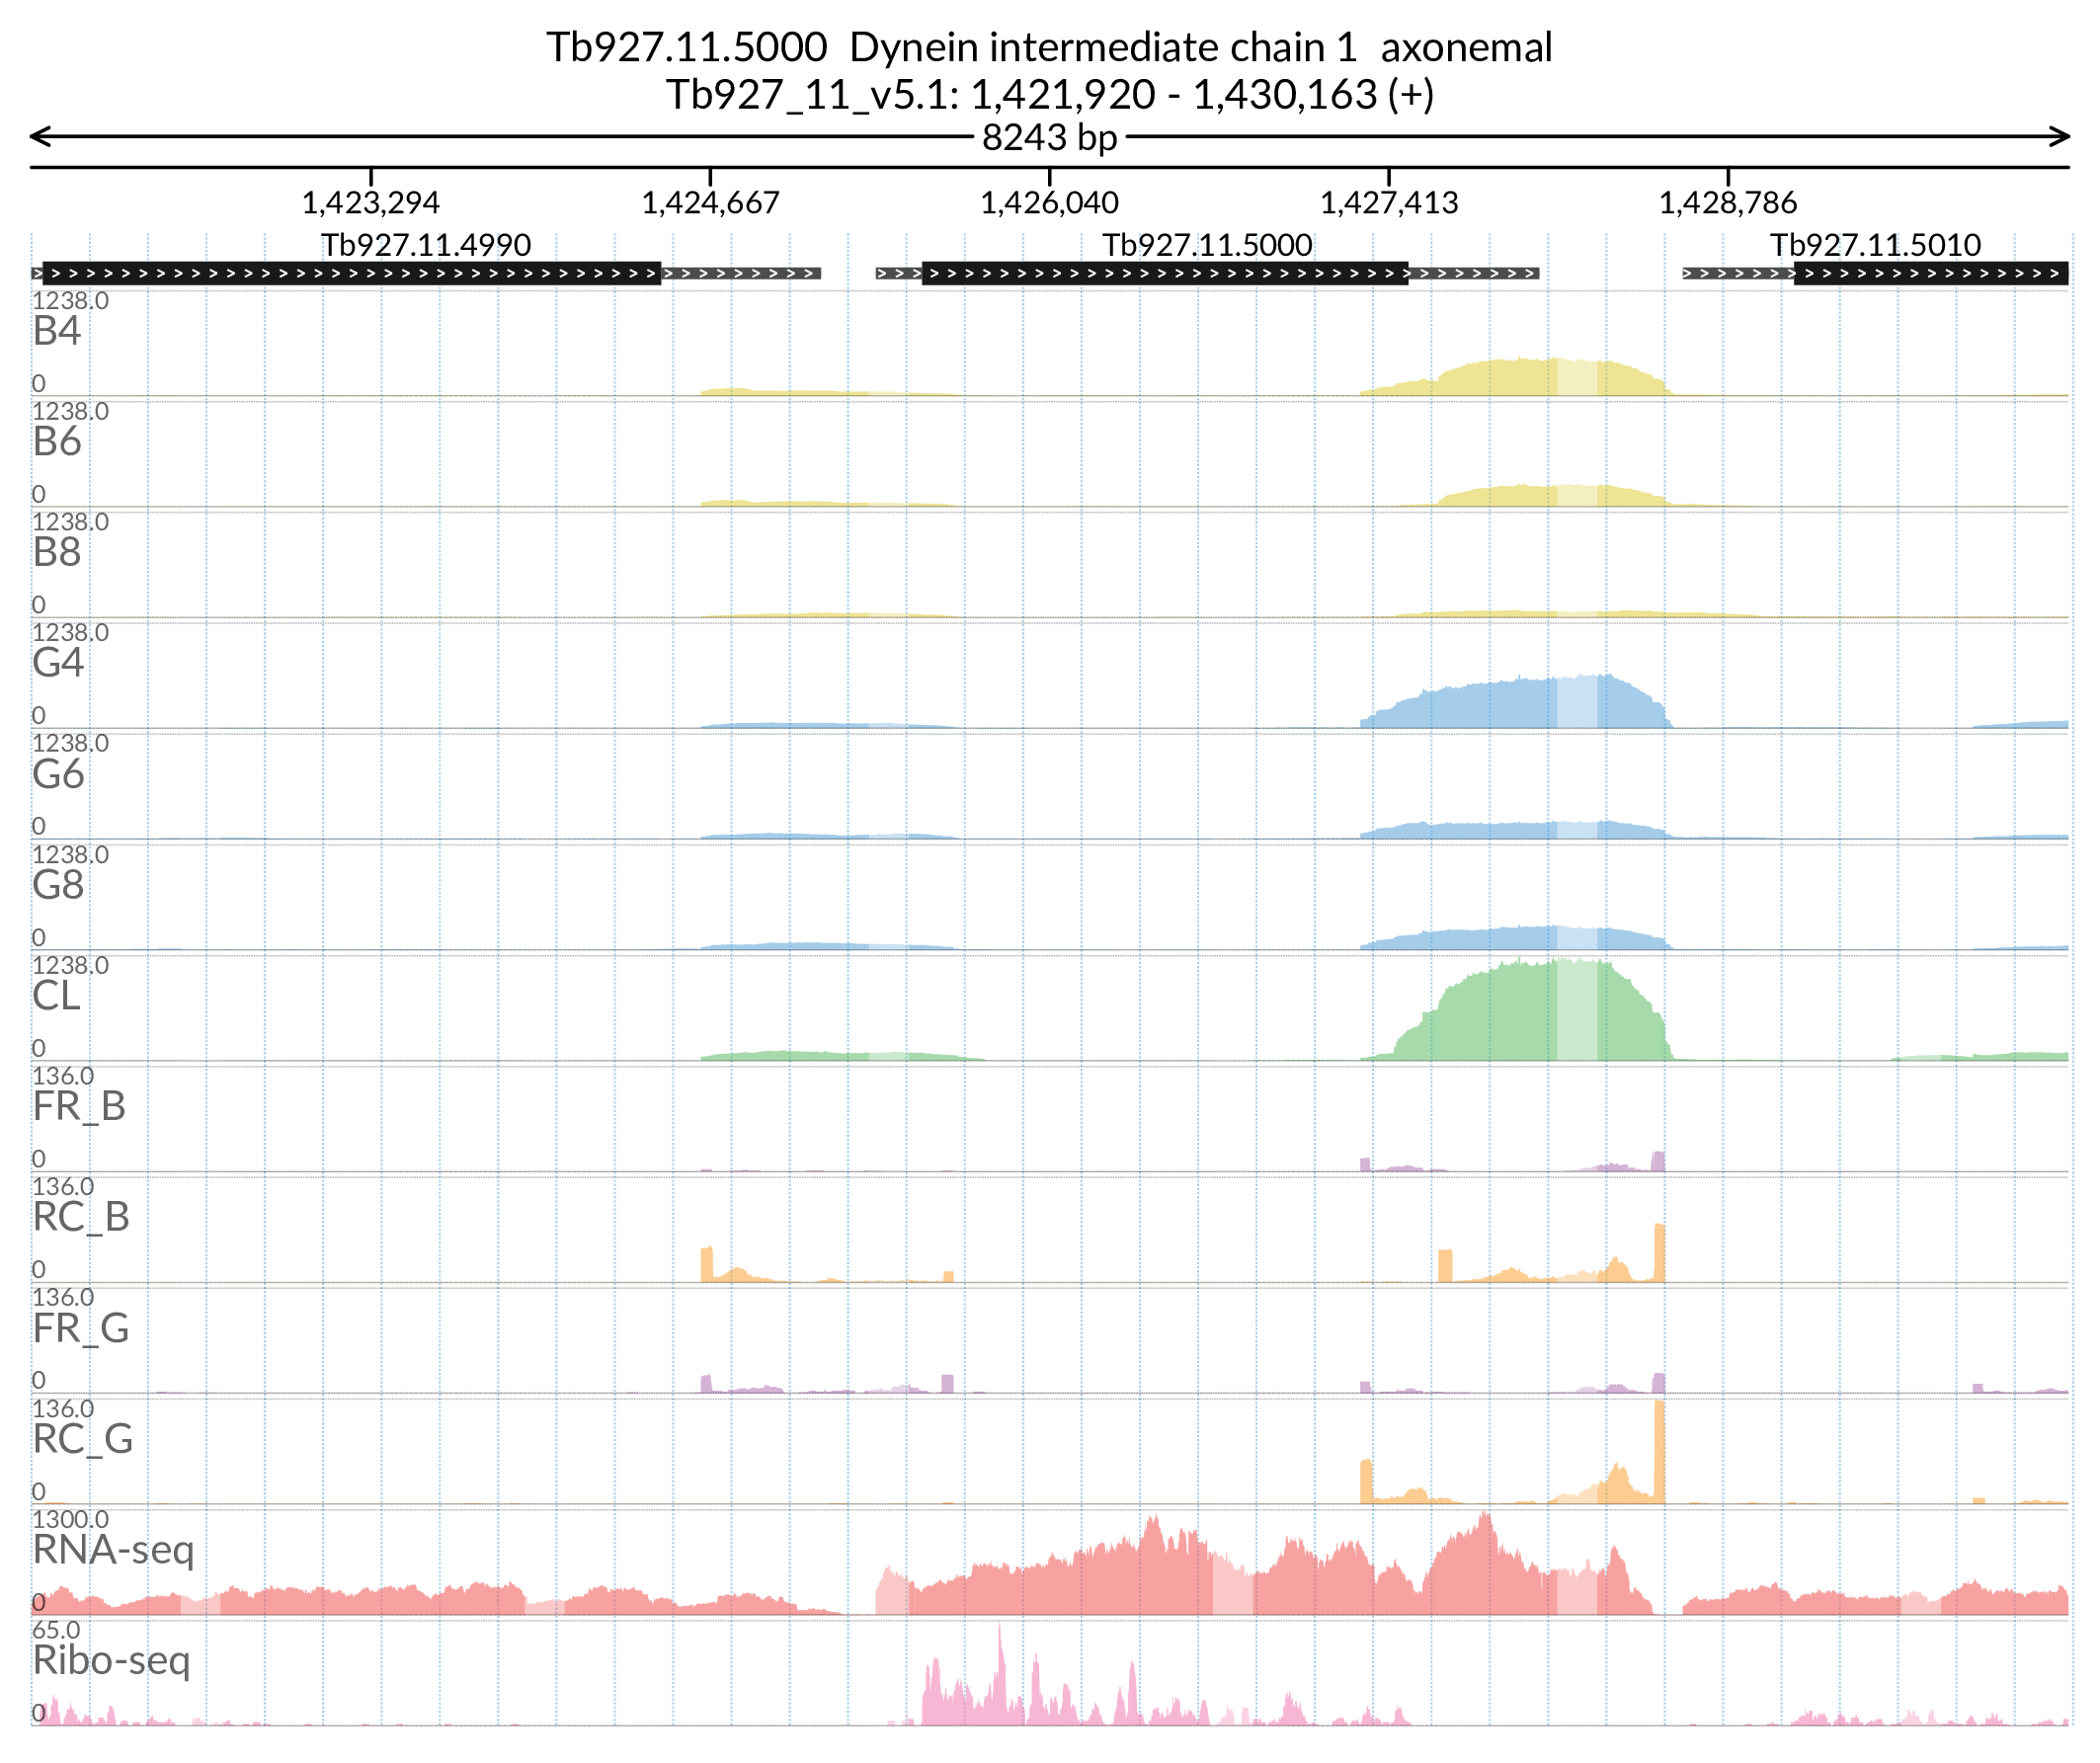 Tb927.11.5000  Dynein intermediate chain 1  axonemal
Tb927_11_v5.1: 1,421,920 - 1,430,163 (+)
8243 bp
1,423,294 1,424,667 1,426,040 1,427,413 1,428,786
Tb927.11.4990 Tb927.11.5000 Tb927.11.5010
1238.0
B4
0
1238.0
B6
0
1238.0
B8
0
1238.0
G4
0
1238.0
G6
0
1238.0
G8
0
1238.0
CL
0
136.0
FR_B
0
136.0
RC_B
0
136.0
FR_G
0
136.0
RC_G
0
1300.0
RNA-seq
0
65.0
Ribo-seq
0